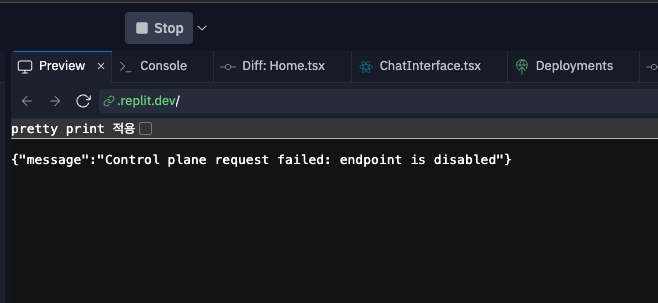 Stop
Preview × Console Diff: Home.tsx ChatInterface.tsx Deployments
.replit.dev/
pretty print 적용
{"message":"Control plane request failed: endpoint is disabled"}